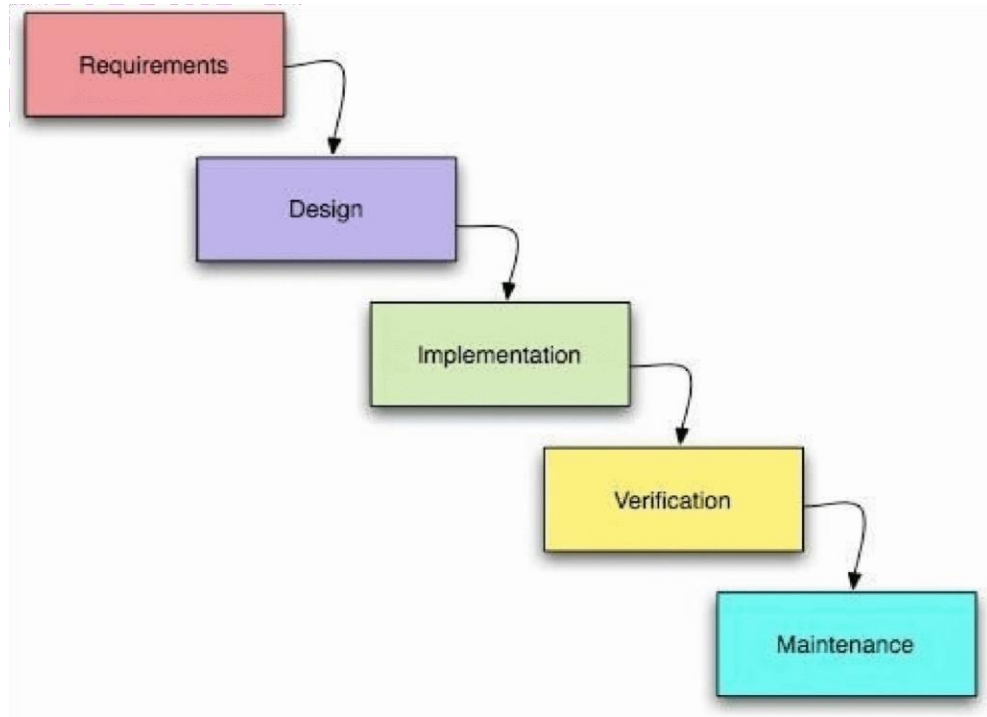 Requirements
Design
Implementation
Verification
Maintenance